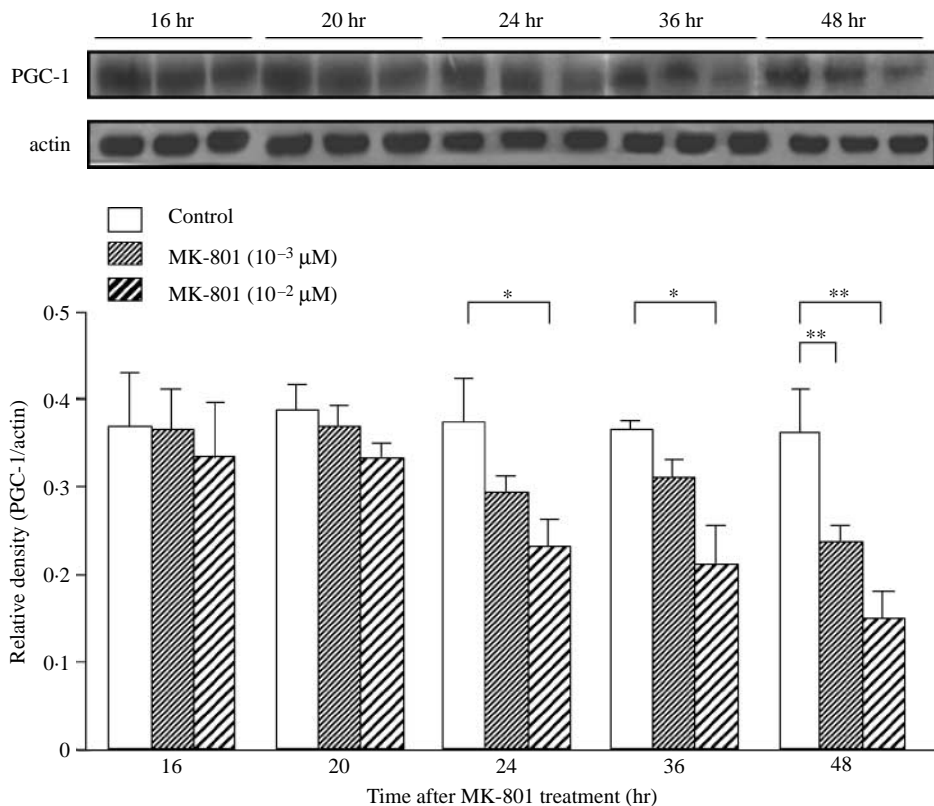 16 hr 20 hr 24 hr 36 hr 48 hr
PGC-1
actin
Control
MK-801 (10⁻³ μM)
MK-801 (10⁻² μM)
* * **
**
0·5
0·4
0·3
0·2
0·1
0
Relative density (PGC-1/actin)
16 20 24 36 48
Time after MK-801 treatment (hr)